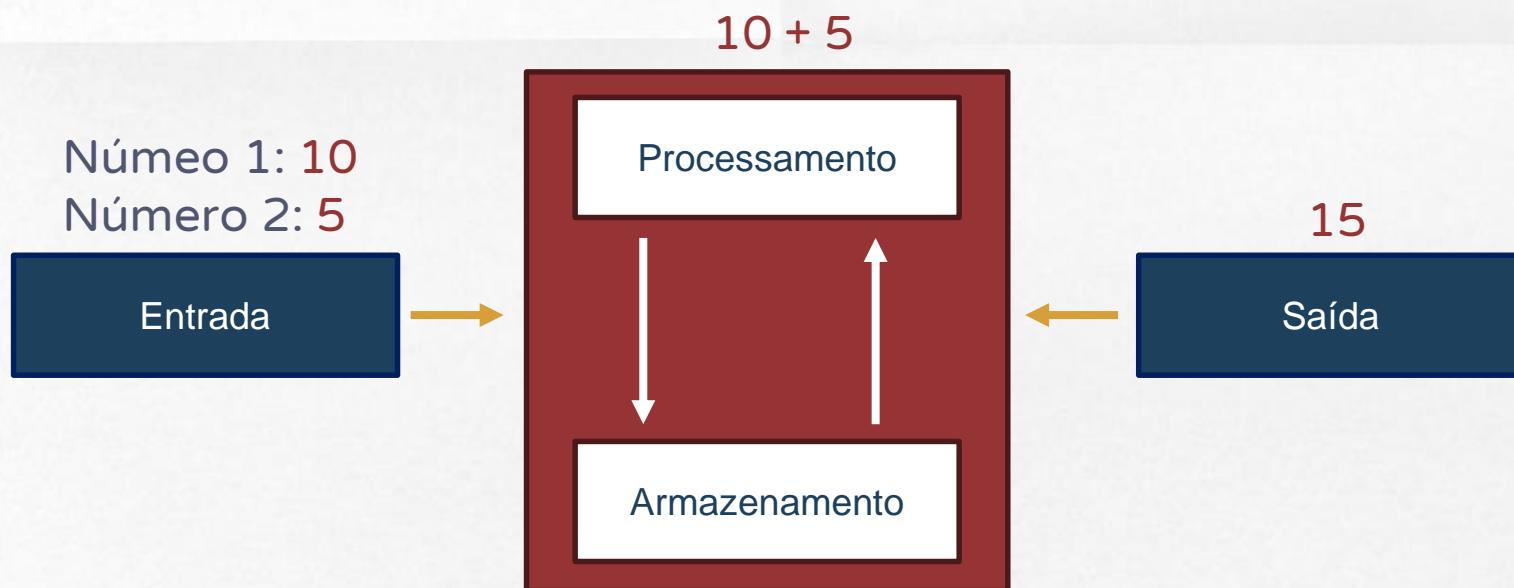 10 + 5
Númeo 1: 10
Número 2: 5
Entrada
Processamento
Armazenamento
15
Saída